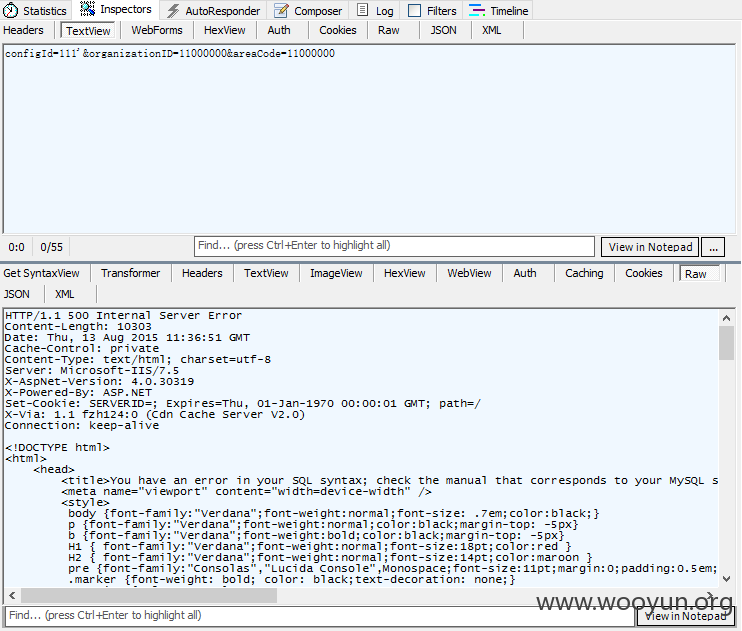 Statistics Inspectors AutoResponder Composer Log Filters Timeline
Headers TextView WebForms HexView Auth Cookies Raw JSON XML
configId=111'&organizationID=11000000&areaCode=11000000
0:0 0/55 Find... (press Ctrl+Enter to highlight all) View in Notepad ...
Get SyntaxView Transformer Headers TextView ImageView HexView WebView Auth Caching Cookies Raw
JSON XML
HTTP/1.1 500 Internal Server Error
Content-Length: 10303
Date: Thu, 13 Aug 2015 11:36:51 GMT
Cache-Control: private
Content-Type: text/html; charset=utf-8
Server: Microsoft-IIS/7.5
X-AspNet-Version: 4.0.30319
X-Powered-By: ASP.NET
Set-Cookie: SERVERID=; Expires=Thu, 01-Jan-1970 00:00:01 GMT; path=/
X-Via: 1.1 fzh124:0 (Cdn Cache Server V2.0)
Connection: keep-alive
<!DOCTYPE html>
<html>
<head>
<title>You have an error in your SQL syntax; check the manual that corresponds to your MySQL s
<meta name="viewport" content="width=device-width" />
<style>
body {font-family:"Verdana";font-weight:normal;font-size: .7em;color:black;}
p {font-family:"Verdana";font-weight:normal;color:black;margin-top: -5px}
b {font-family:"Verdana";font-weight:bold;color:black;margin-top: -5px}
H1 { font-family:"Verdana";font-weight:normal;font-size:18pt;color:red }
H2 { font-family:"Verdana";font-weight:normal;font-size:14pt;color:maroon }
pre {font-family:"Consolas","Lucida Console",Monospace;font-size:11pt;margin:0;padding:0.5em;
.marker {font-weight: bold; color: black;text-decoration: none;}
www.wooyun.org
Find... (press Ctrl+Enter to highlight all) View in Notepad